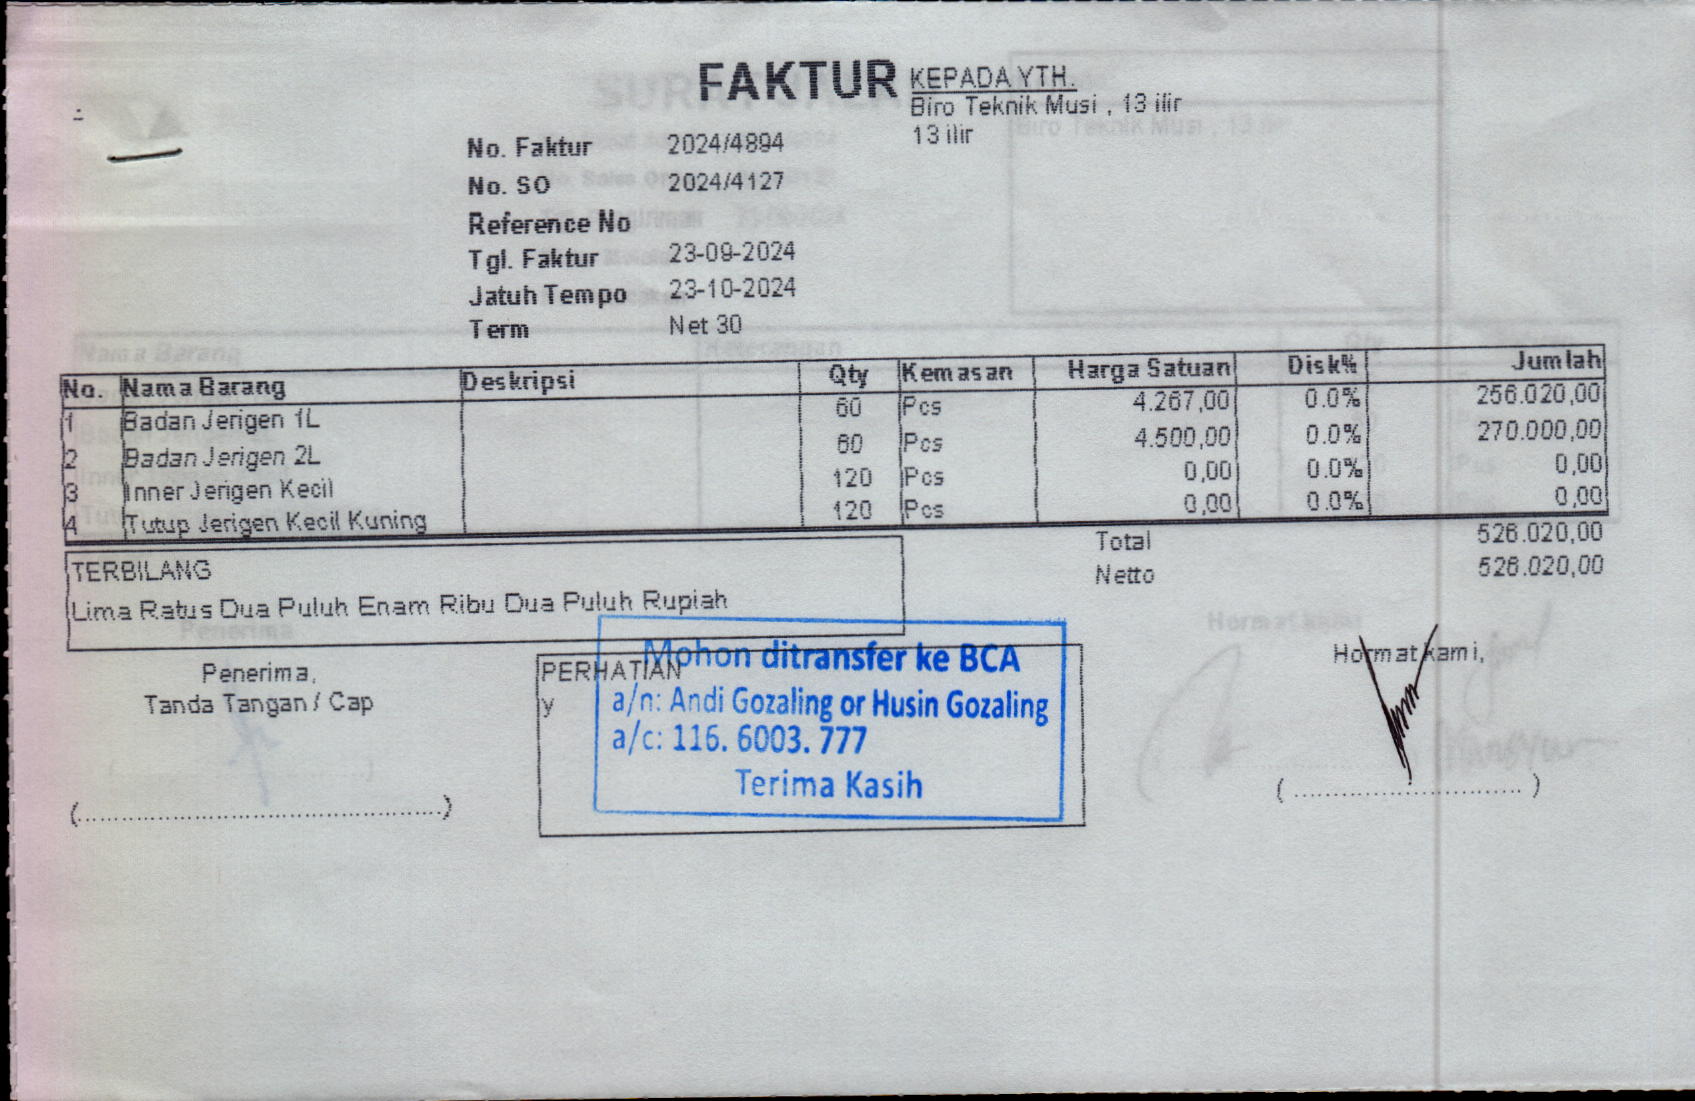 FAKTUR
KEPADA YTH.
Biro Teknik Musi , 13 ilir
13 ilir
No. Faktur 2024/4894
No. SO 2024/4127
Reference No
Tgl. Faktur 23-09-2024
Jatuh Tempo 23-10-2024
Term Net 30
No. Nama Barang Deskripsi Qty Kemasan Harga Satuan Disk% Jumlah
1 Badan Jerigen 1L 60 Pcs 4.267,00 0.0% 256.020,00
2 Badan Jerigen 2L 60 Pcs 4.500,00 0.0% 270.000,00
3 Inner Jerigen Kecil 120 Pcs 0,00 0.0% 0,00
4 Tutup Jerigen Kecil Kuning 120 Pcs 0,00 0.0% 0,00
Total 526.020,00
Netto 526.020,00
TERBILANG
Lima Ratus Dua Puluh Enam Ribu Dua Puluh Rupiah
Penerima,
Tanda Tangan / Cap
(..................................................)
PERHATIAN
y
Mohon ditransfer ke BCA
a/n: Andi Gozaling or Husin Gozaling
a/c: 116. 6003. 777
Terima Kasih
Hormat kami,
( ................................ )